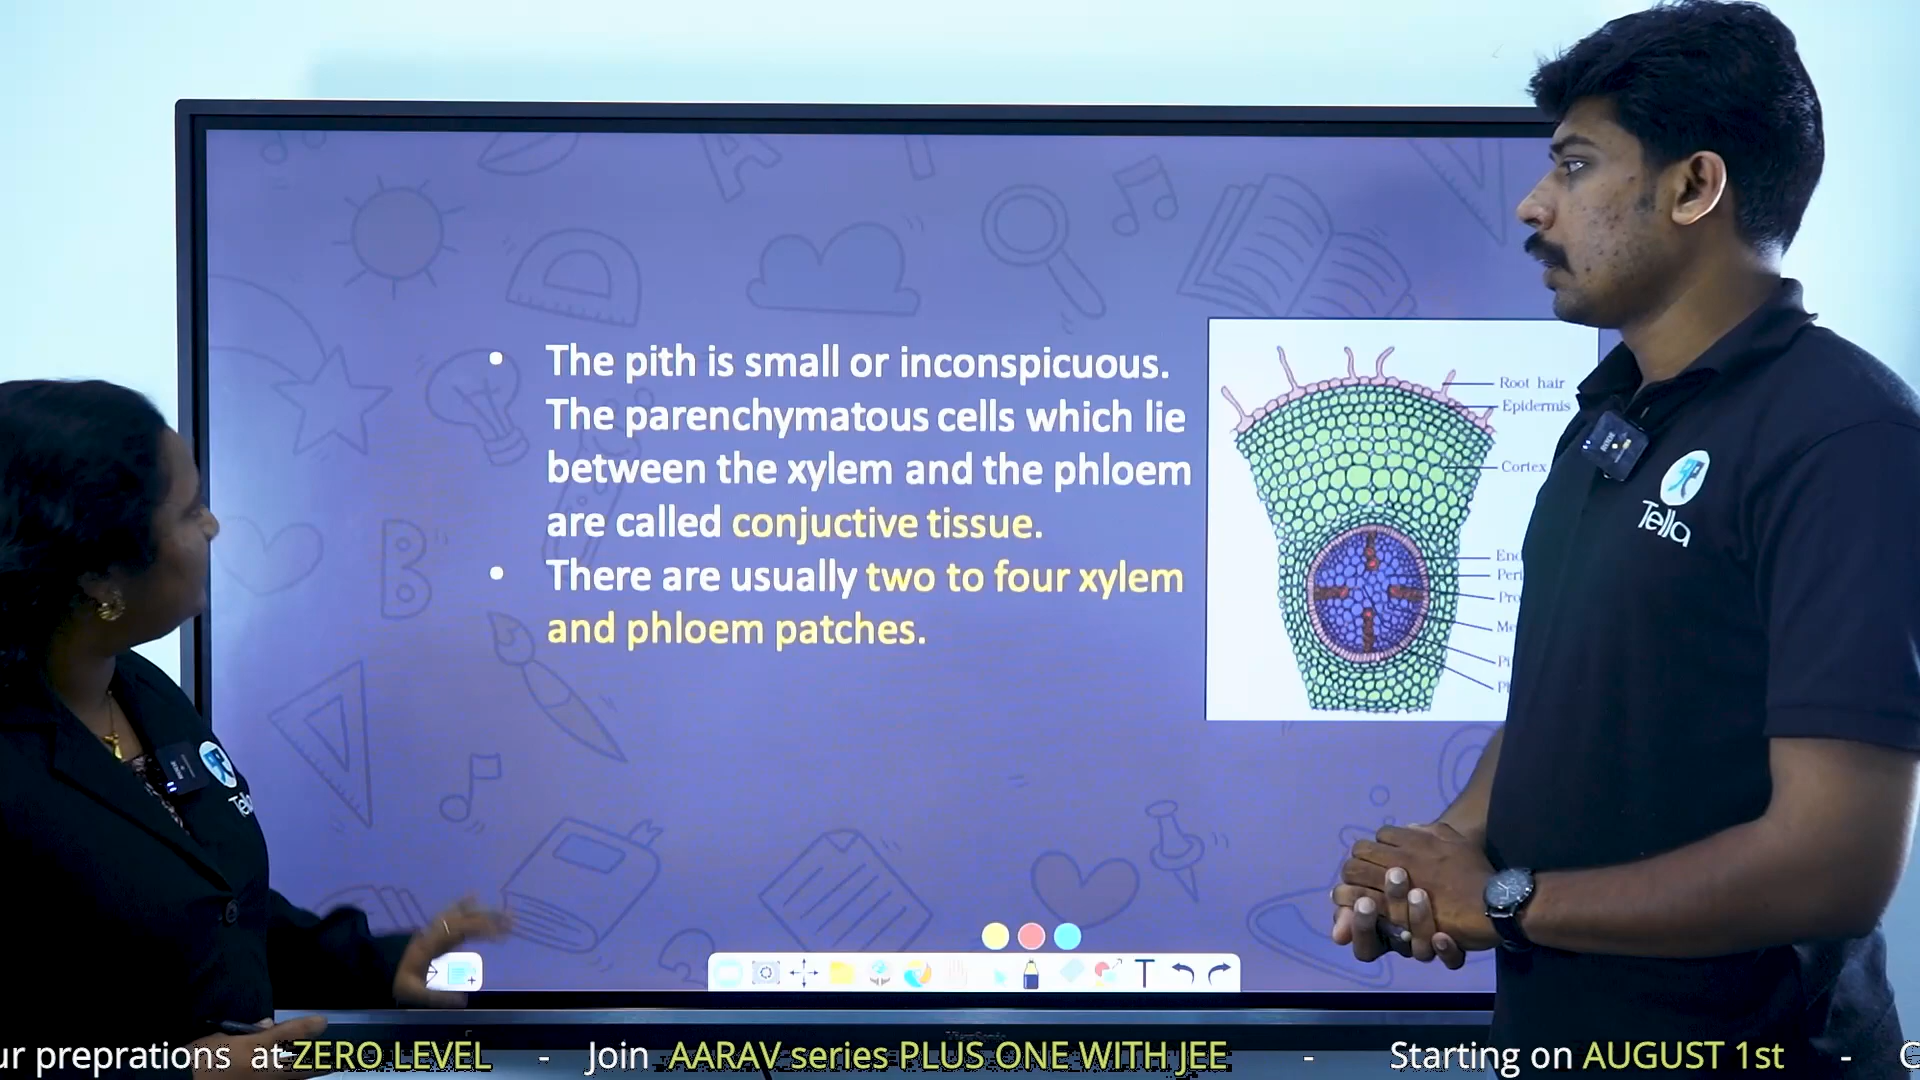 • The pith is small or inconspicuous.
The parenchymatous cells which lie
between the xylem and the phloem
are called conjuctive tissue.
• There are usually two to four xylem
and phloem patches.
Root hair
Epidermis
Cortex
Tella
Tella
ViewSonic
ur preprations at ZERO LEVEL - Join AARAV series PLUS ONE WITH JEE - Starting on AUGUST 1st -